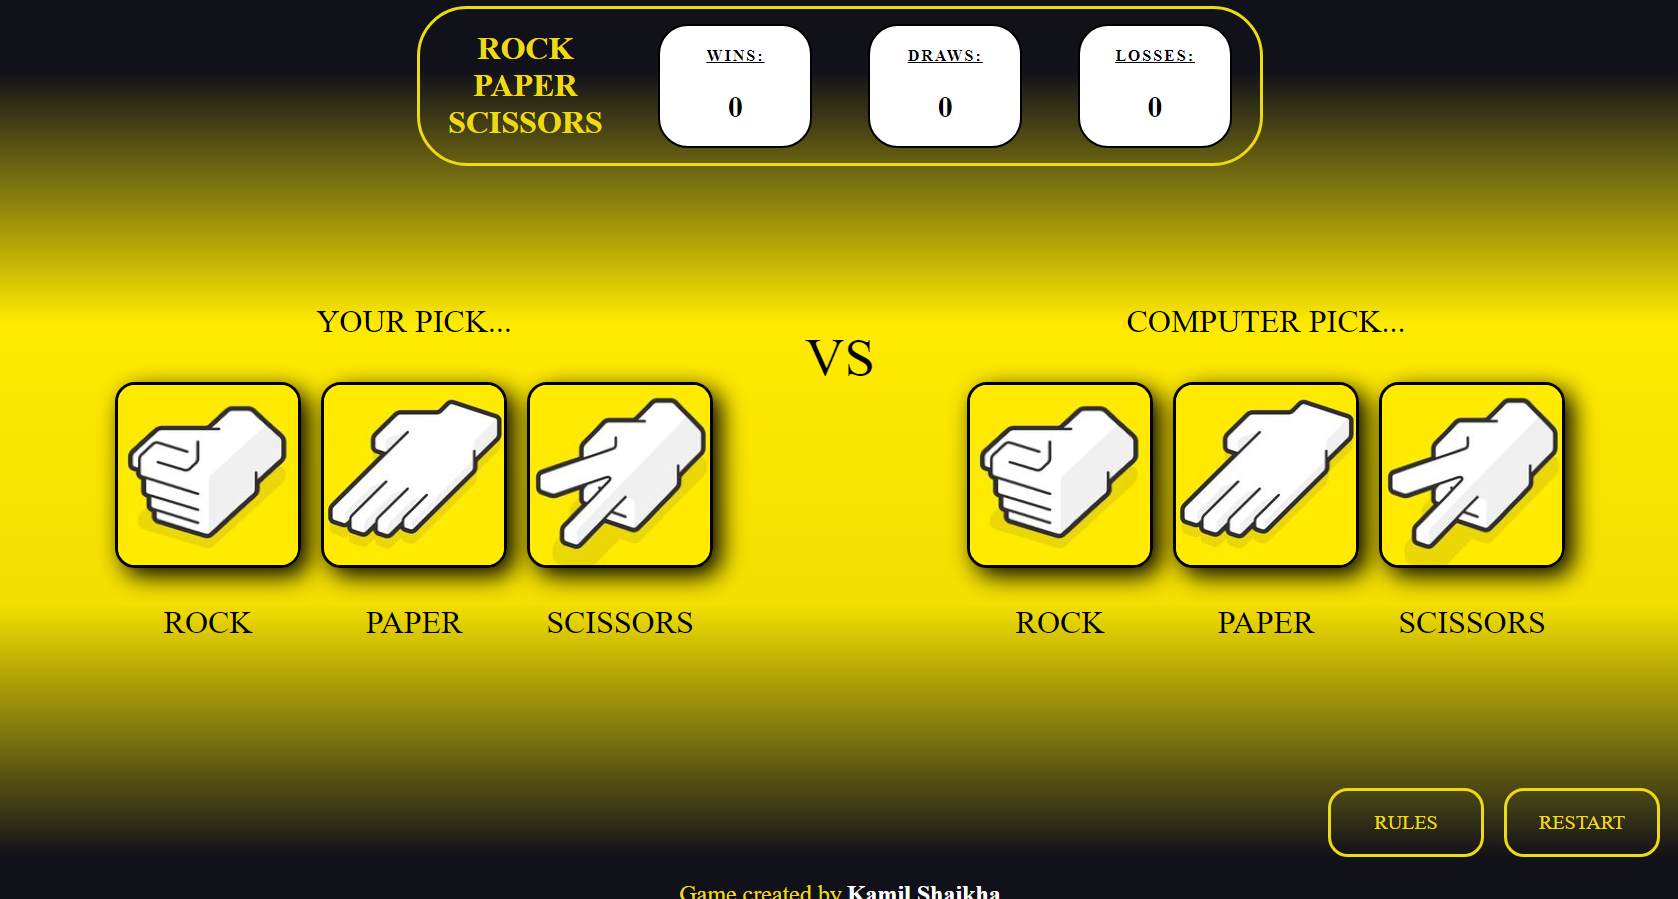 ROCK
PAPER
SCISSORS
WINS:
0
DRAWS:
0
LOSSES:
0
YOUR PICK...
VS
COMPUTER PICK...
ROCK
PAPER
SCISSORS
ROCK
PAPER
SCISSORS
RULES
RESTART
Game created by Kamil Shaikha